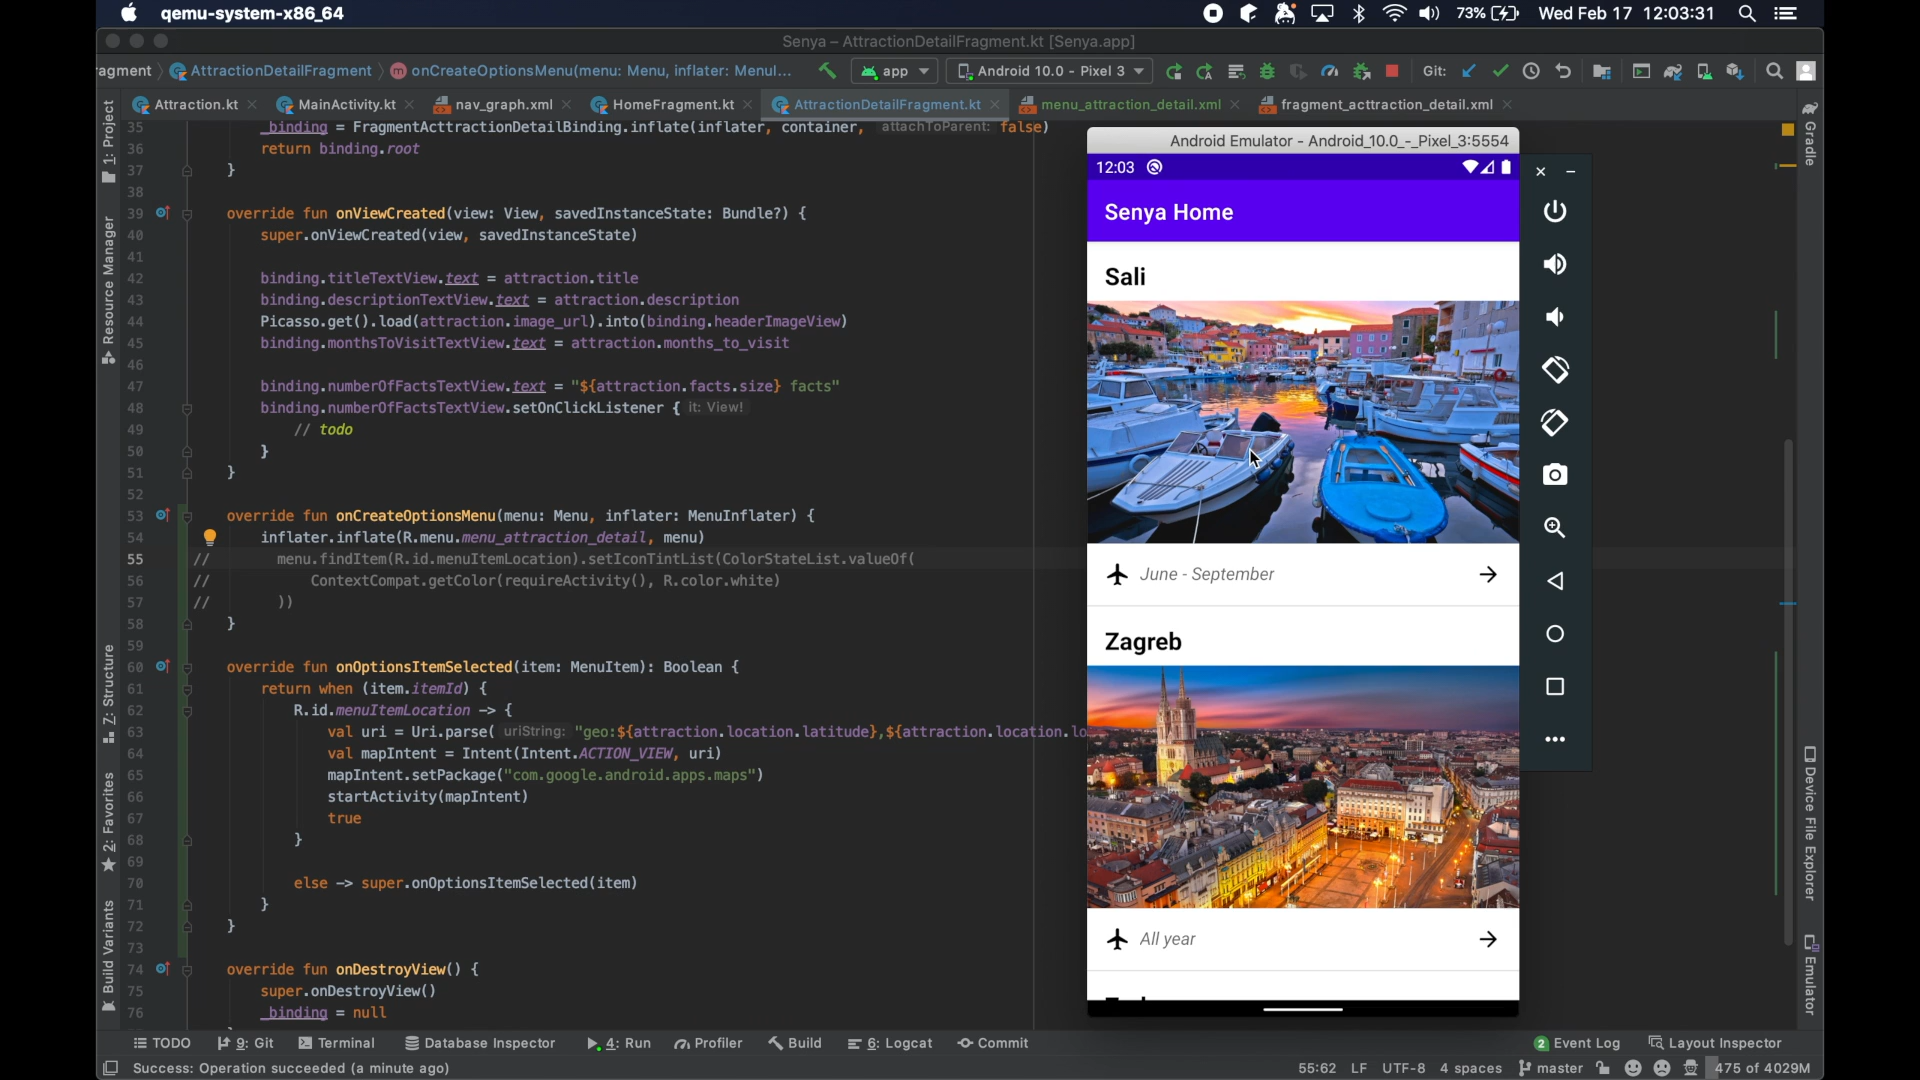 qemu-system-x86_64
73%
Wed Feb 17 12:03:31
Senya – AttractionDetailFragment.kt [Senya.app]
agment
AttractionDetailFragment
onCreateOptionsMenu(menu: Menu, inflater: MenuI...
app
Android 10.0 - Pixel 3
Git:
Attraction.kt
MainActivity.kt
nav_graph.xml
HomeFragment.kt
AttractionDetailFragment.kt
menu_attraction_detail.xml
fragment_acttraction_detail.xml
1: Project
Resource Manager
Z: Structure
2: Favorites
Build Variants
35 _binding = FragmentActtractionDetailBinding.inflate(inflater, container, attachToParent: false)
36 return binding.root
37 }
38
39 override fun onViewCreated(view: View, savedInstanceState: Bundle?) {
40 super.onViewCreated(view, savedInstanceState)
41
42 binding.titleTextView.text = attraction.title
43 binding.descriptionTextView.text = attraction.description
44 Picasso.get().load(attraction.image_url).into(binding.headerImageView)
45 binding.monthsToVisitTextView.text = attraction.months_to_visit
46
47 binding.numberOfFactsTextView.text = "${attraction.facts.size} facts"
48 binding.numberOfFactsTextView.setOnClickListener { it: View!
49 // todo
50 }
51 }
52
53 override fun onCreateOptionsMenu(menu: Menu, inflater: MenuInflater) {
54 inflater.inflate(R.menu.menu_attraction_detail, menu)
55 // menu.findItem(R.id.menuItemLocation).setIconTintList(ColorStateList.valueOf(
56 // ContextCompat.getColor(requireActivity(), R.color.white)
57 // ))
58 }
59
60 override fun onOptionsItemSelected(item: MenuItem): Boolean {
61 return when (item.itemId) {
62 R.id.menuItemLocation -> {
63 val uri = Uri.parse( uriString: "geo:${attraction.location.latitude},${attraction.location.lo
64 val mapIntent = Intent(Intent.ACTION_VIEW, uri)
65 mapIntent.setPackage("com.google.android.apps.maps")
66 startActivity(mapIntent)
67 true
68 }
69
70 else -> super.onOptionsItemSelected(item)
71 }
72 }
73
74 override fun onDestroyView() {
75 super.onDestroyView()
76 _binding = null
Android Emulator - Android_10.0_-_Pixel_3:5554
12:03
Senya Home
Sali
June - September
Zagreb
All year
Gradle
Device File Explorer
Emulator
TODO
9: Git
Terminal
Database Inspector
4: Run
Profiler
Build
6: Logcat
Commit
2 Event Log
Layout Inspector
Success: Operation succeeded (a minute ago)
55:62
LF
UTF-8
4 spaces
master
475 of 4029M